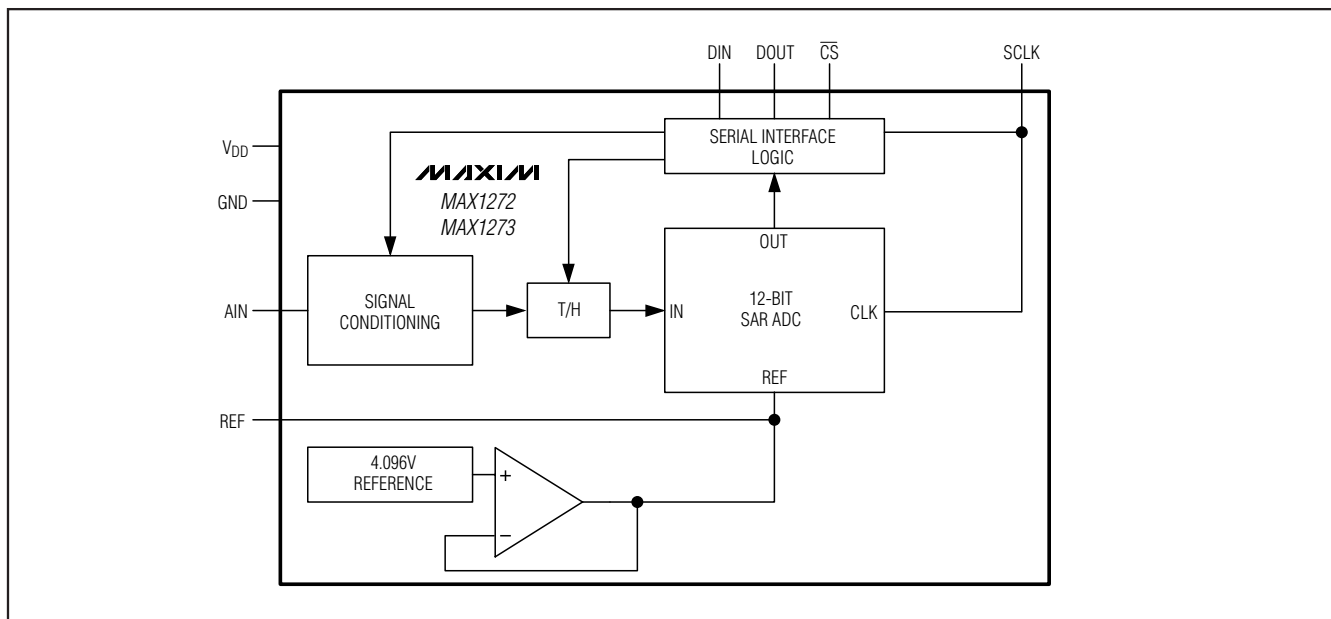 DIN DOUT CS SCLK
SERIAL INTERFACE
LOGIC
VDD
MAXIM
MAX1272
MAX1273
GND
OUT
AIN
SIGNAL
CONDITIONING
T/H
IN
12-BIT
SAR ADC
CLK
REF
REF
4.096V
REFERENCE
+
−